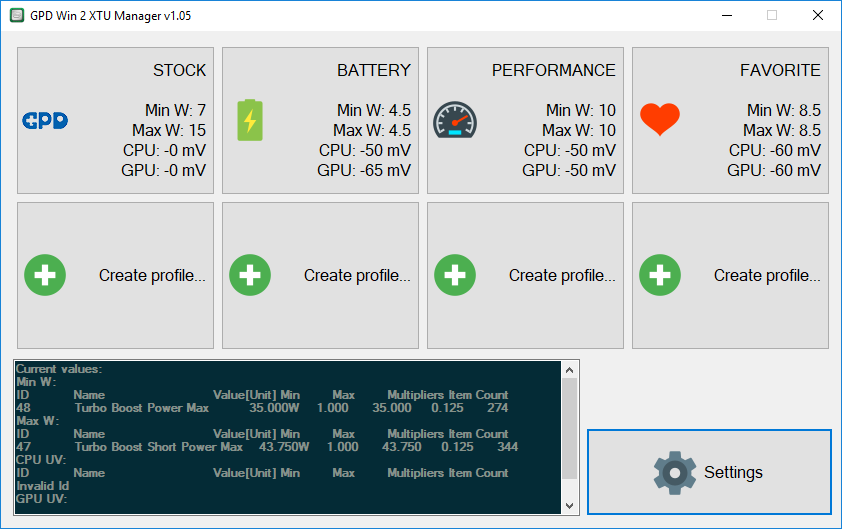 GPD Win 2 XTU Manager v1.05
STOCK
GPD
Min W: 7
Max W: 15
CPU: -0 mV
GPU: -0 mV
BATTERY
Min W: 4.5
Max W: 4.5
CPU: -50 mV
GPU: -65 mV
PERFORMANCE
Min W: 10
Max W: 10
CPU: -50 mV
GPU: -50 mV
FAVORITE
Min W: 8.5
Max W: 8.5
CPU: -60 mV
GPU: -60 mV
Create profile...
Create profile...
Create profile...
Create profile...
Current values:
Min W:
ID Name Value[Unit] Min Max Multipliers Item Count
48 Turbo Boost Power Max 35.000W 1.000 35.000 0.125 274
Max W:
ID Name Value[Unit] Min Max Multipliers Item Count
47 Turbo Boost Short Power Max 43.750W 1.000 43.750 0.125 344
CPU UV:
ID Name Value[Unit] Min Max Multipliers Item Count
Invalid Id
GPU UV:
Settings